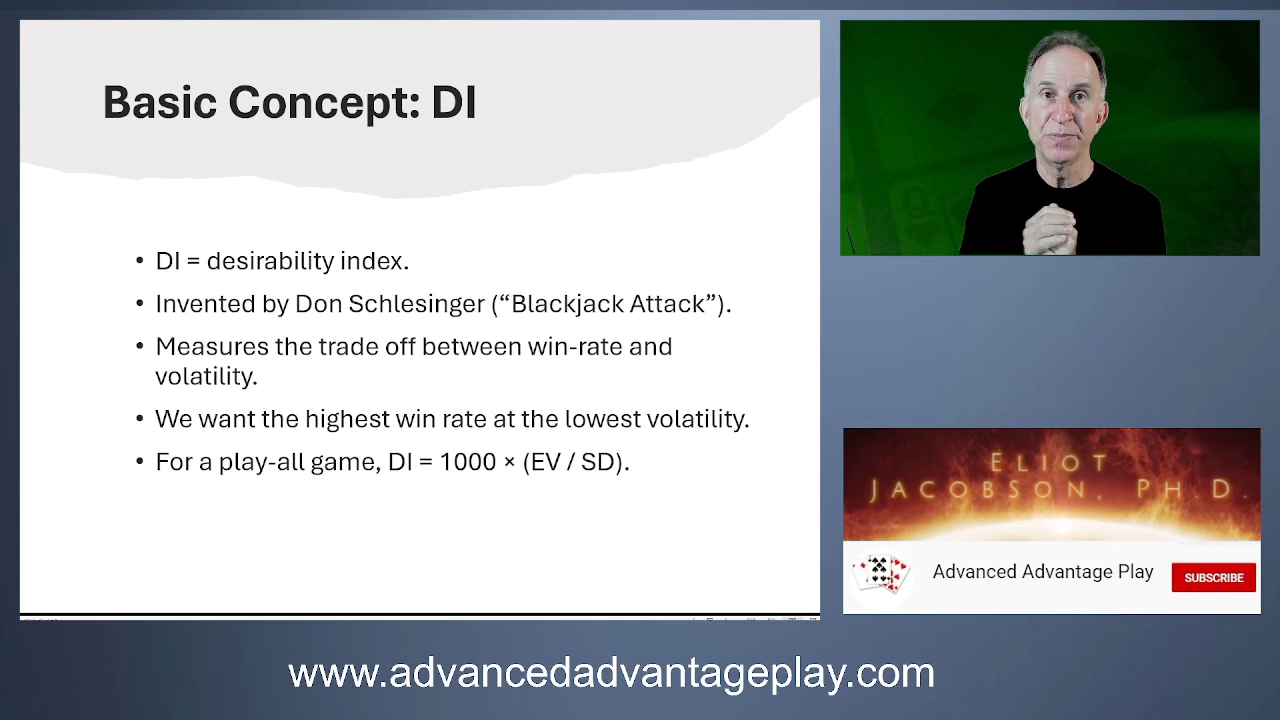 Basic Concept: DI
• DI = desirability index.
• Invented by Don Schlesinger (“Blackjack Attack”).
• Measures the trade off between win-rate and
volatility.
• We want the highest win rate at the lowest volatility.
• For a play-all game, DI = 1000 × (EV / SD).
ELIOT
JACOBSON, PH.D.
Advanced Advantage Play
SUBSCRIBE
www.advancedadvantageplay.com